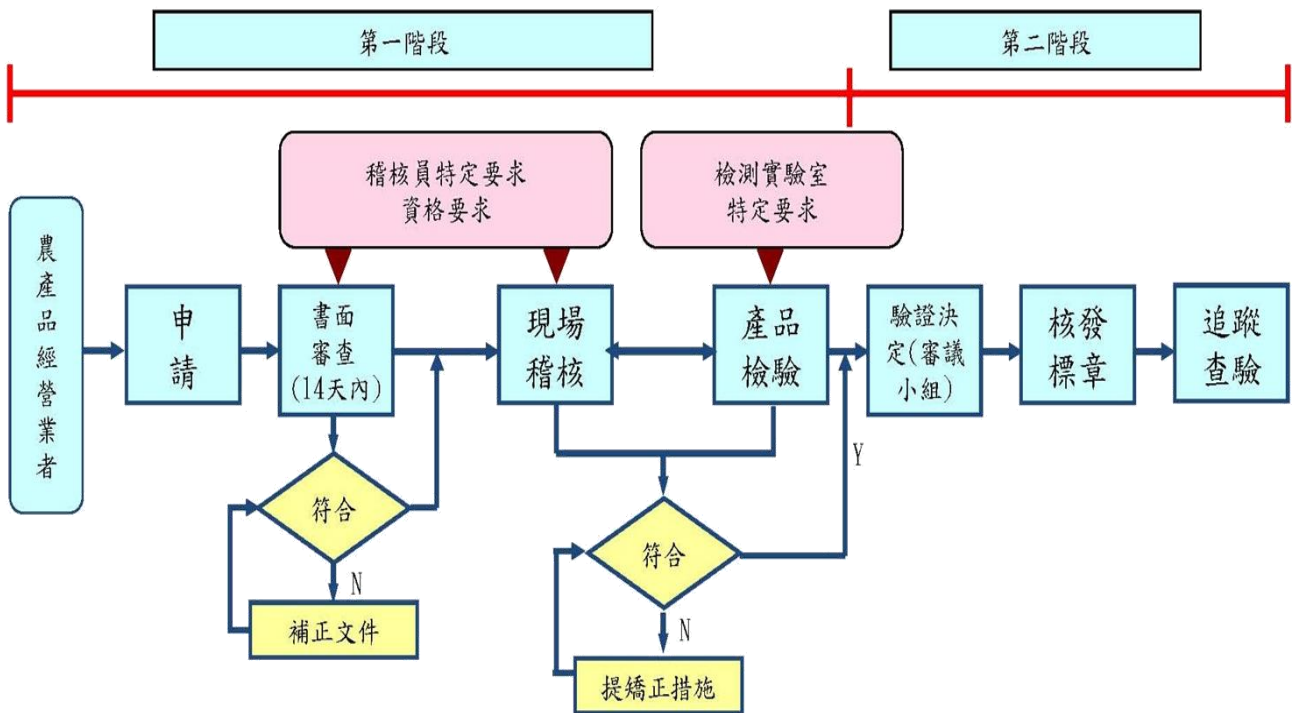 第一階段
第二階段
稽核員特定要求
資格要求
檢測實驗室
特定要求
農產品經營業者
申請
書面
審查
(14天內)
現場
稽核
產品
檢驗
驗證決
定(審議
小組)
核發
標章
追蹤
查驗
符合
N
補正文件
符合
Y
N
提矯正措施